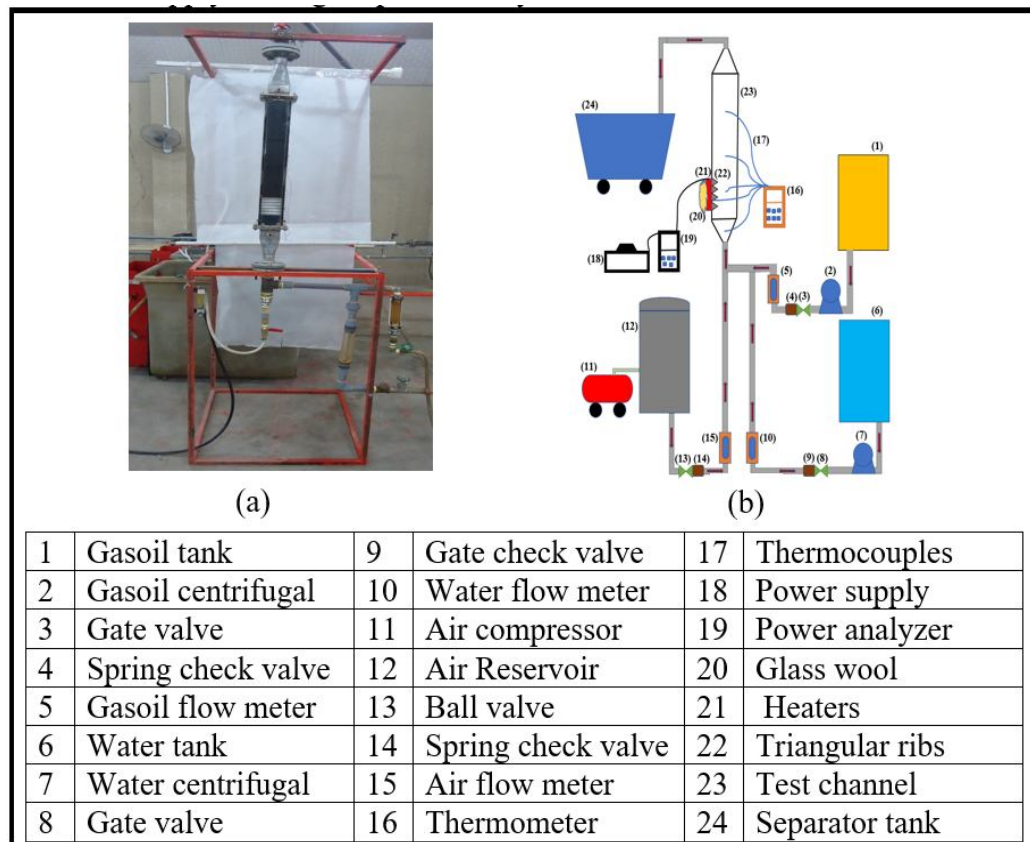 (24)
(23)
(17)
(1)
(21)
(22)
(16)
(20)
(19)
(18)
(5)
(2)
(4)
(3)
(6)
(12)
(11)
(15)
(10)
(7)
(13)
(14)
(9)
(8)
(a)
(b)
1 Gasoil tank 9 Gate check valve 17 Thermocouples
2 Gasoil centrifugal 10 Water flow meter 18 Power supply
3 Gate valve 11 Air compressor 19 Power analyzer
4 Spring check valve 12 Air Reservoir 20 Glass wool
5 Gasoil flow meter 13 Ball valve 21 Heaters
6 Water tank 14 Spring check valve 22 Triangular ribs
7 Water centrifugal 15 Air flow meter 23 Test channel
8 Gate valve 16 Thermometer 24 Separator tank